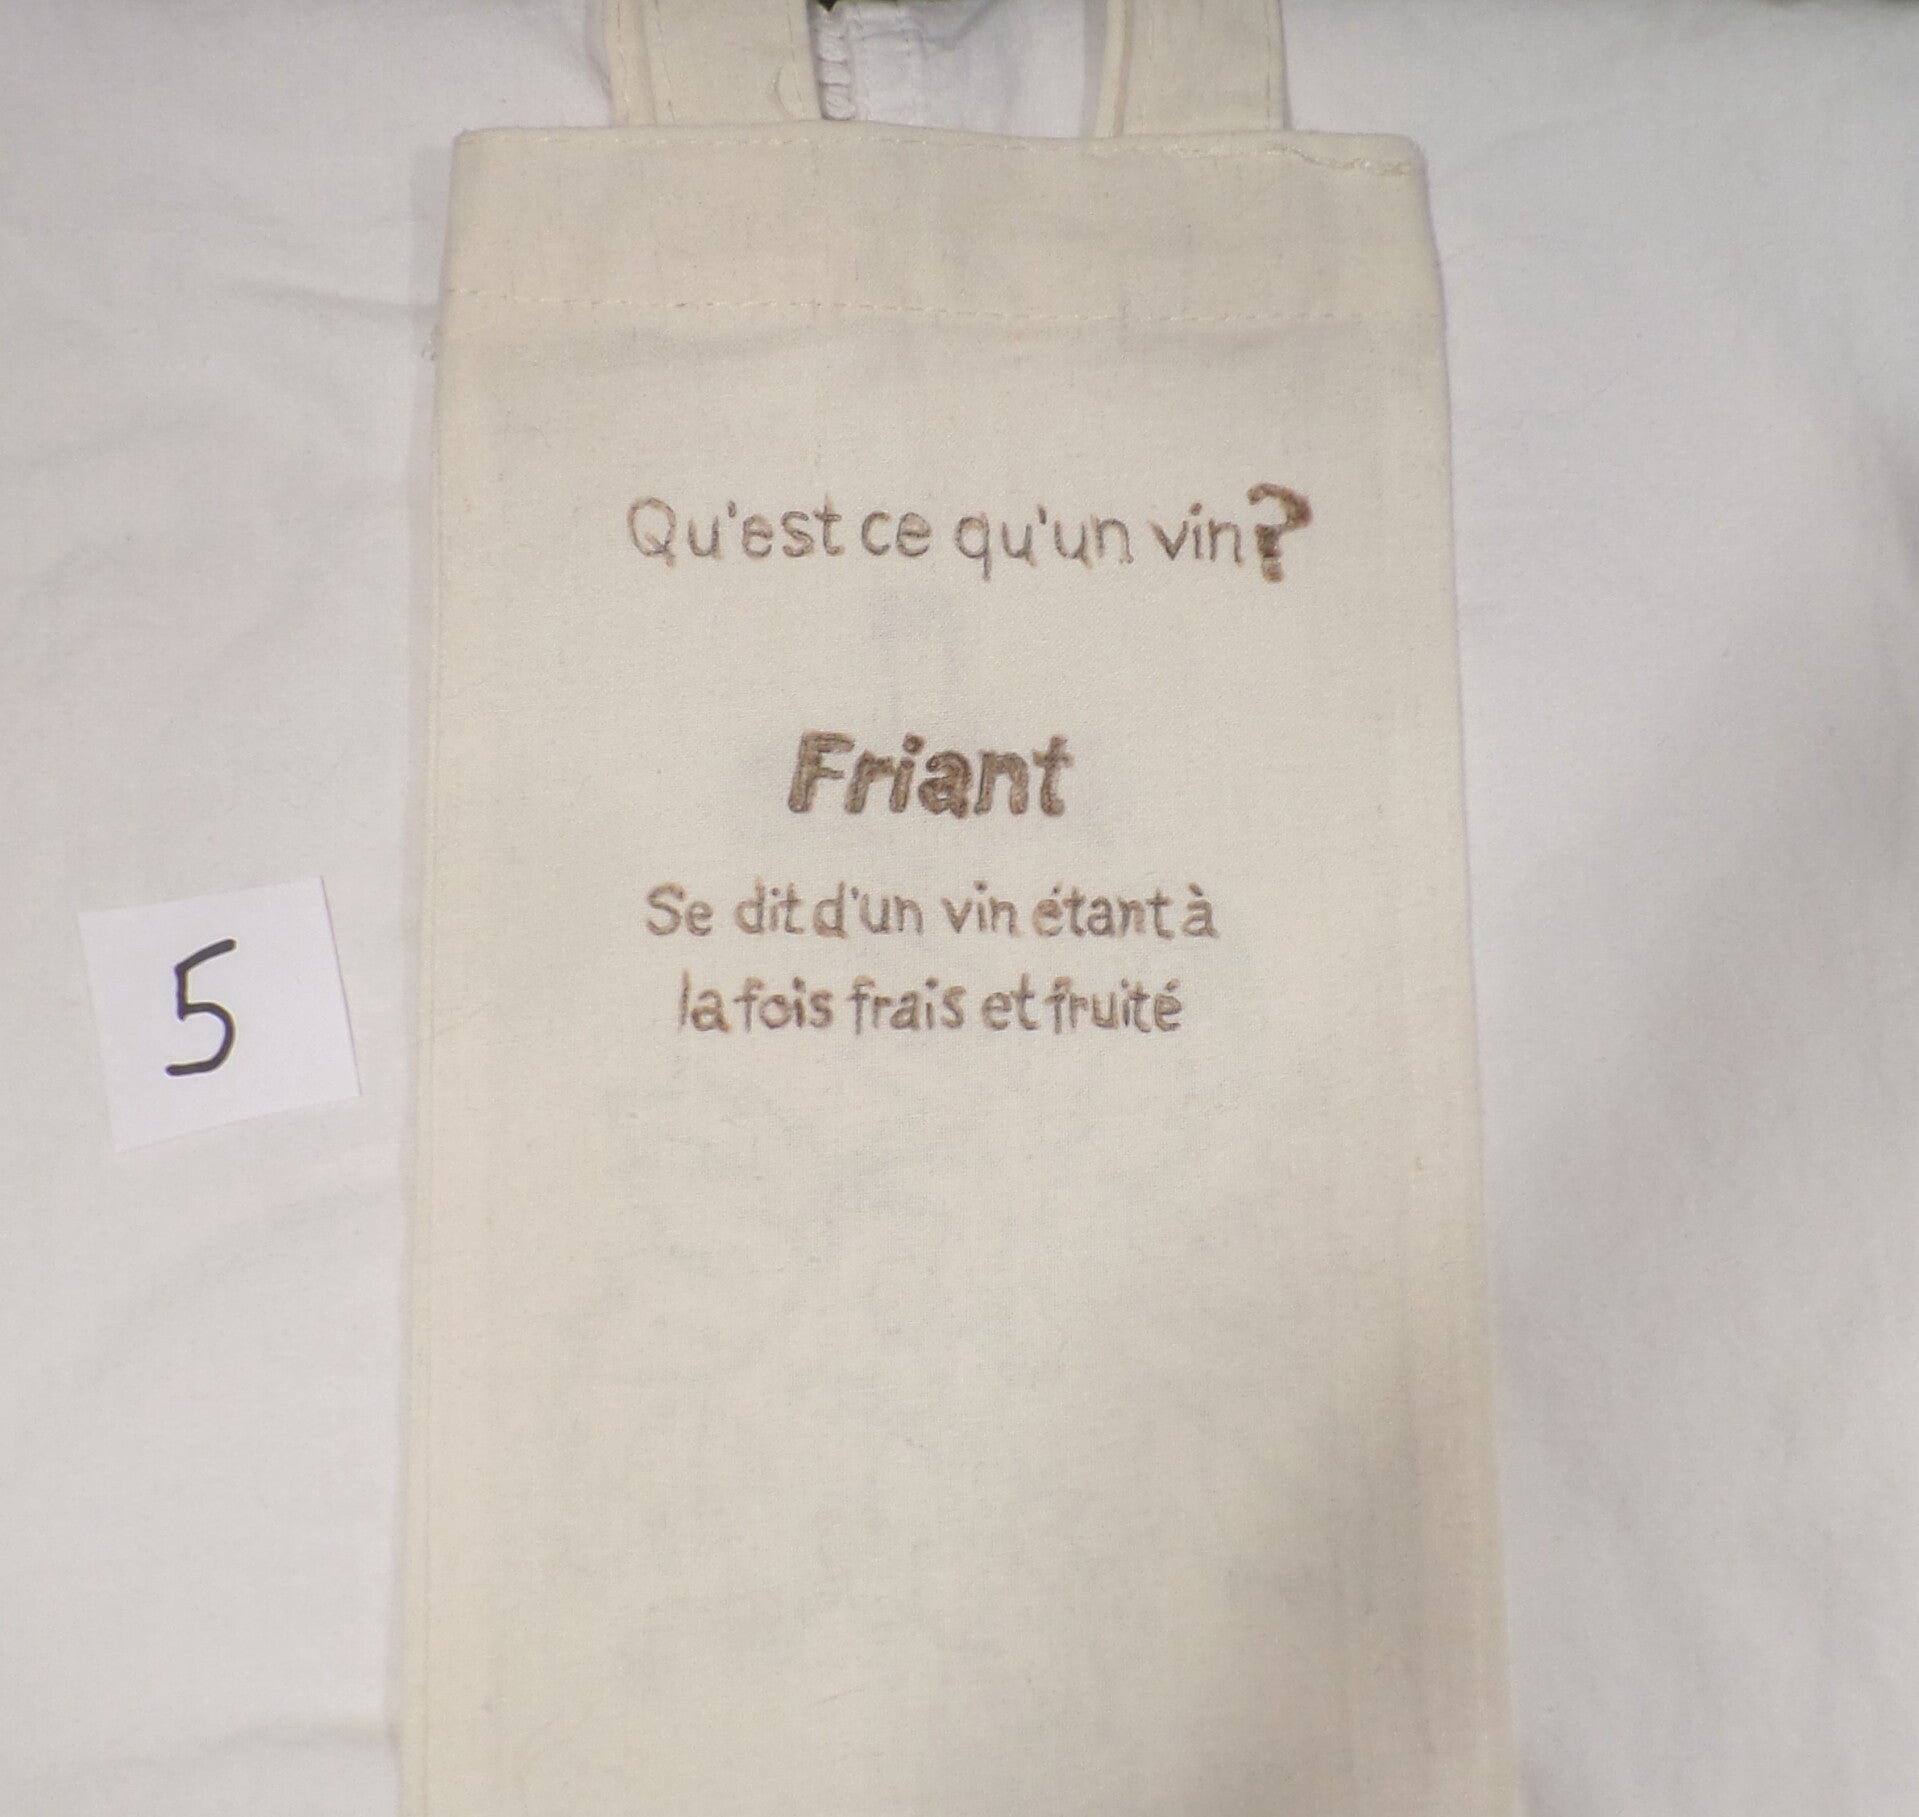 Qu'est ce qu'un vin?
Friant
Se dit d'un vin étant à
la fois frais et fruité
5